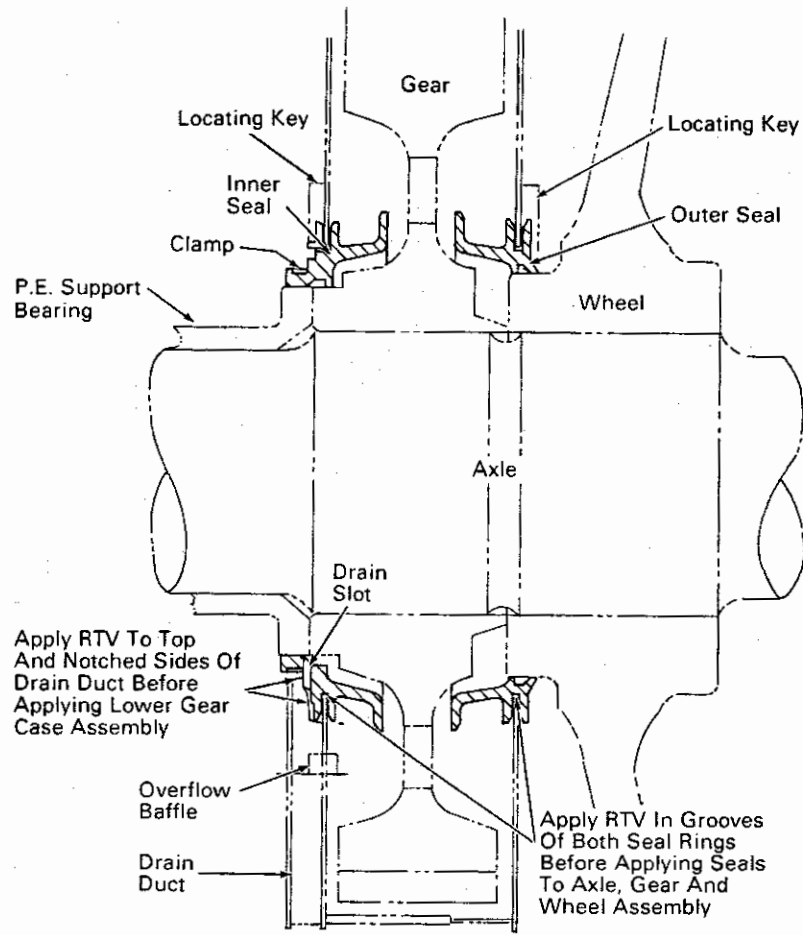 Gear
Locating Key
Locating Key
Inner
Seal
Outer Seal
Clamp
P.E. Support
Bearing
Wheel
Axle
Drain
Slot
Apply RTV To Top
And Notched Sides Of
Drain Duct Before
Applying Lower Gear
Case Assembly
Overflow
Baffle
Drain
Duct
Apply RTV In Grooves
Of Both Seal Rings
Before Applying Seals
To Axle, Gear And
Wheel Assembly